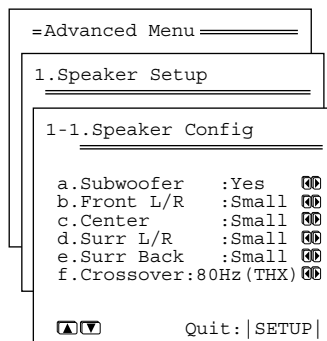 =Advanced Menu
1.Speaker Setup
1-1.Speaker Config
a.Subwoofer :Yes
b.Front L/R :Small
c.Center :Small
d.Surr L/R :Small
e.Surr Back :Small
f.Crossover:80Hz(THX)
Quit:|SETUP|